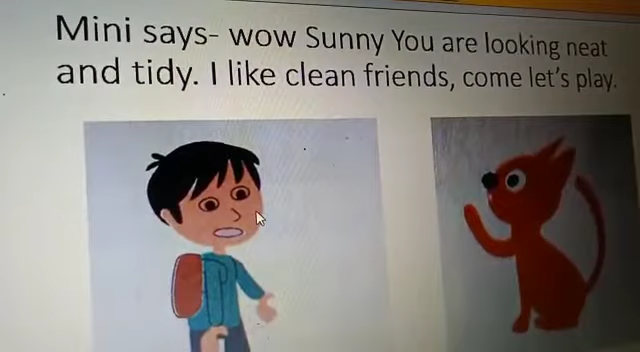 Mini says- wow Sunny You are looking neat
and tidy. I like clean friends, come let's play.